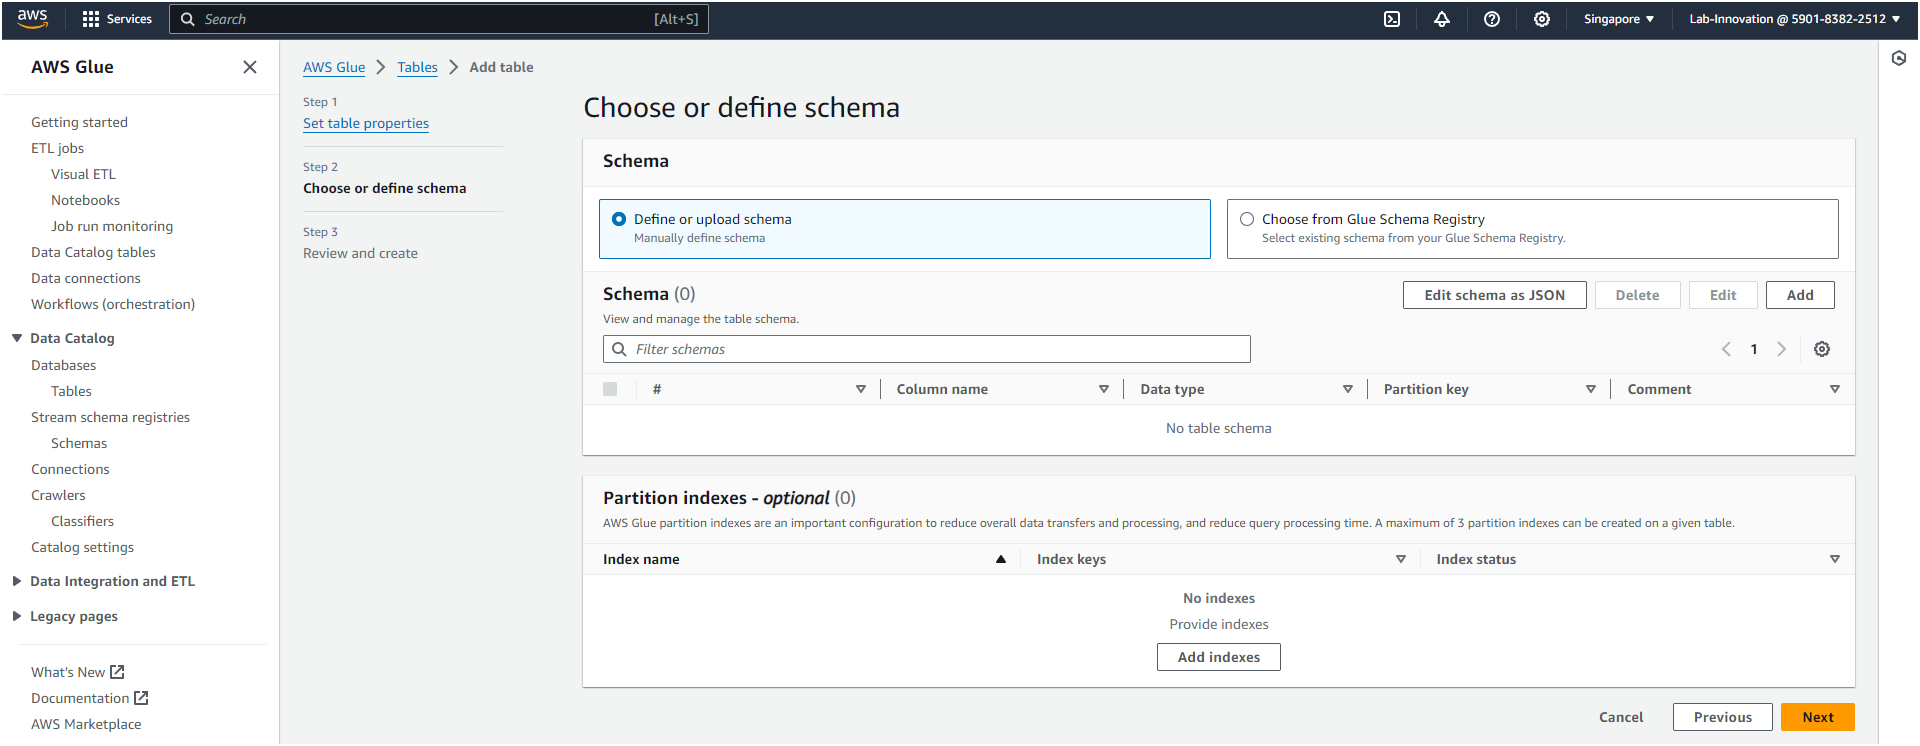 aws
Services
Search
[Alt+S]
Singapore
Lab-Innovation @ 5901-8382-2512
AWS Glue
Getting started
ETL jobs
Visual ETL
Notebooks
Job run monitoring
Data Catalog tables
Data connections
Workflows (orchestration)
Data Catalog
Databases
Tables
Stream schema registries
Schemas
Connections
Crawlers
Classifiers
Catalog settings
Data Integration and ETL
Legacy pages
What's New
Documentation
AWS Marketplace
AWS Glue > Tables > Add table
Step 1
Set table properties
Step 2
Choose or define schema
Step 3
Review and create
Choose or define schema
Schema
Define or upload schema
Manually define schema
Choose from Glue Schema Registry
Select existing schema from your Glue Schema Registry.
Schema (0)
View and manage the table schema.
Edit schema as JSON
Delete
Edit
Add
Filter schemas
1
# Column name Data type Partition key Comment
No table schema
Partition indexes - optional (0)
AWS Glue partition indexes are an important configuration to reduce overall data transfers and processing, and reduce query processing time. A maximum of 3 partition indexes can be created on a given table.
Index name Index keys Index status
No indexes
Provide indexes
Add indexes
Cancel
Previous
Next